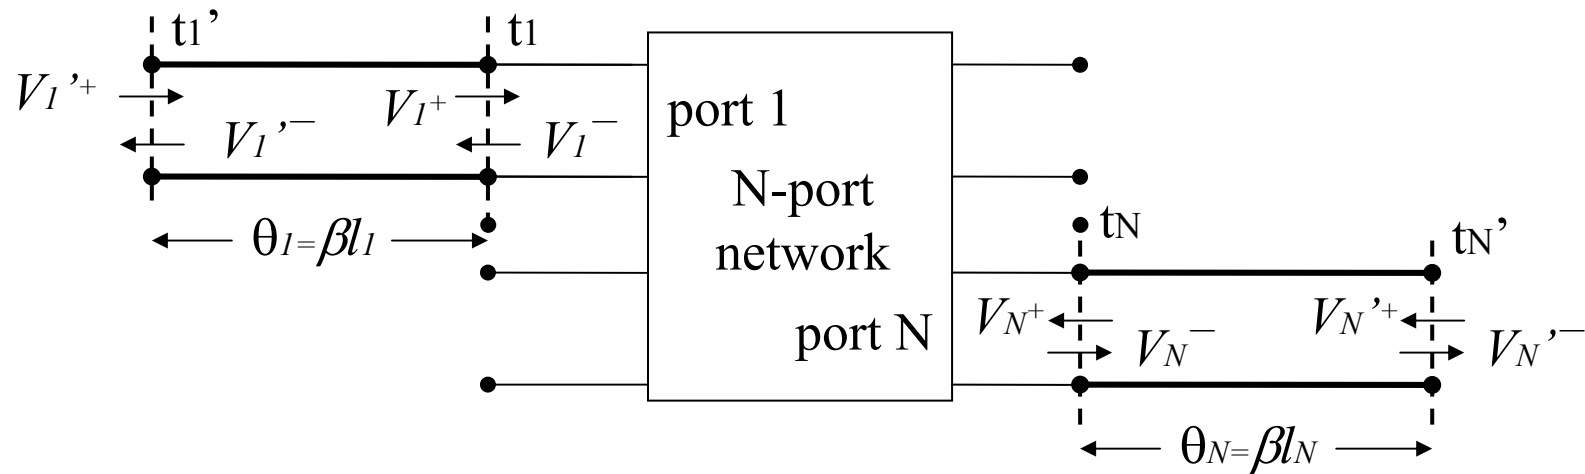 t1’ t1
V1’+ V1+
V1’− V1−
port 1
θ1=βl1
N-port
network
port N
tN tN’
VN+ VN’+
VN− VN’−
θN=βlN